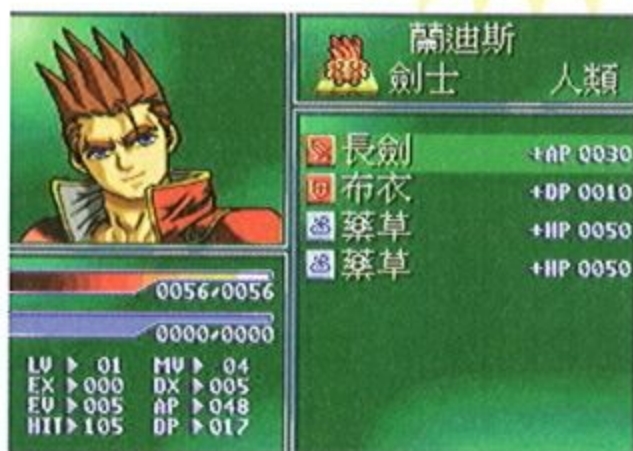 蘭迪斯
劍士 人類
長劍 +AP 0030
布衣 +DP 0010
藥草 +HP 0050
藥草 +HP 0050
0056/0056
0000/0000
LV 01 MV 04
EX 000 DX 005
EV 005 AP 048
HIT 105 DP 017